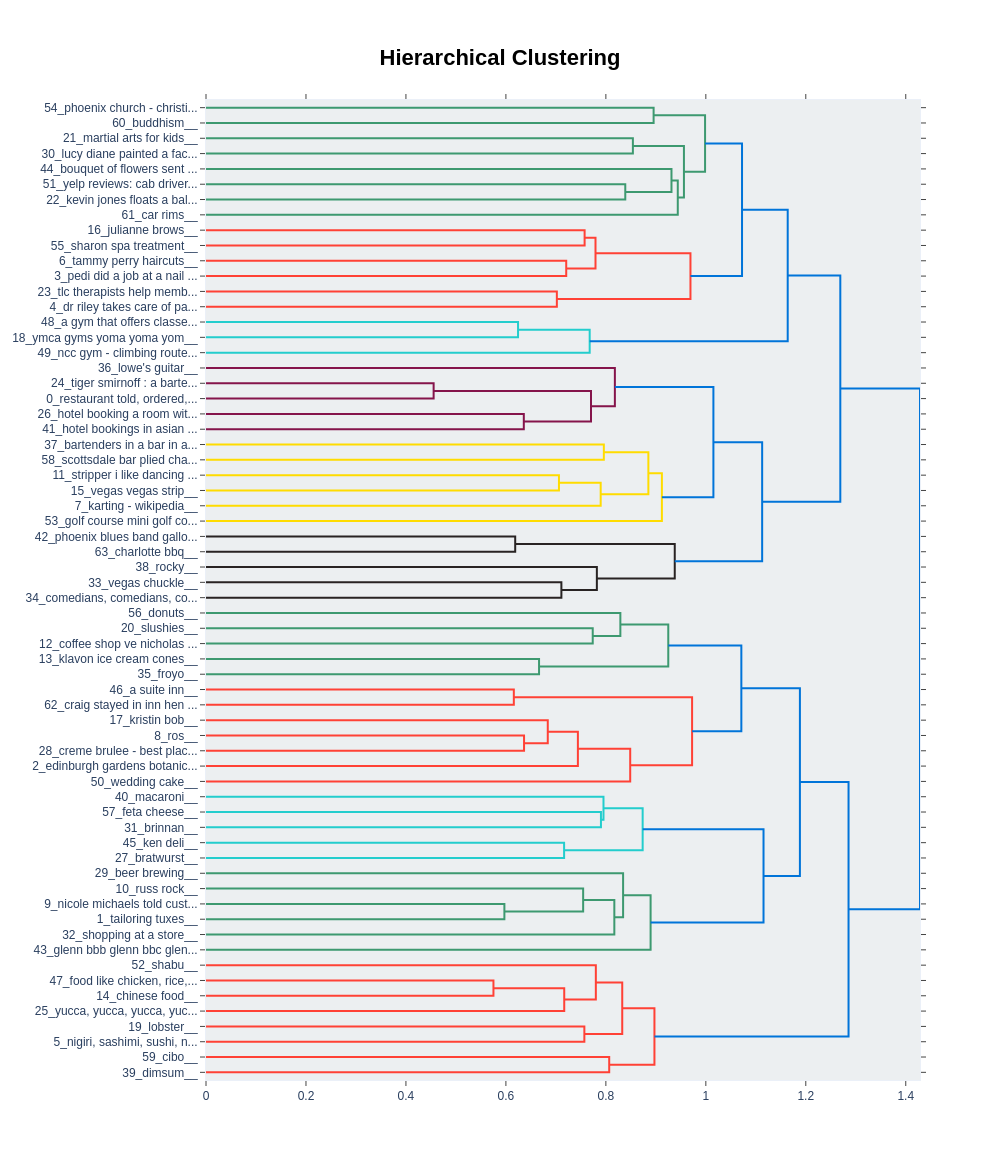 Hierarchical Clustering
54_phoenix church - christi...
60_buddhism__
21_martial arts for kids__
30_lucy diane painted a fac...
44_bouquet of flowers sent ...
51_yelp reviews: cab driver...
22_kevin jones floats a bal...
61_car rims__
16_julianne brows__
55_sharon spa treatment__
6_tammy perry haircuts__
3_pedi did a job at a nail ...
23_tlc therapists help memb...
4_dr riley takes care of pa...
48_a gym that offers classe...
18_ymca gyms yoma yoma yom__
49_ncc gym - climbing route...
36_lowe's guitar__
24_tiger smirnoff : a barte...
0_restaurant told, ordered,...
26_hotel booking a room wit...
41_hotel bookings in asian ...
37_bartenders in a bar in a...
58_scottsdale bar plied cha...
11_stripper i like dancing ...
15_vegas vegas strip__
7_karting - wikipedia__
53_golf course mini golf co...
42_phoenix blues band gallo...
63_charlotte bbq__
38_rocky__
33_vegas chuckle__
34_comedians, comedians, co...
56_donuts__
20_slushies__
12_coffee shop ve nicholas ...
13_klavon ice cream cones__
35_froyo__
46_a suite inn__
62_craig stayed in inn hen ...
17_kristin bob__
8_ros__
28_creme brulee - best plac...
2_edinburgh gardens botanic...
50_wedding cake__
40_macaroni__
57_feta cheese__
31_brinnan__
45_ken deli__
27_bratwurst__
29_beer brewing__
10_russ rock__
9_nicole michaels told cust...
1_tailoring tuxes__
32_shopping at a store__
43_glenn bbb glenn bbc glen...
52_shabu__
47_food like chicken, rice,...
14_chinese food__
25_yucca, yucca, yucca, yuc...
19_lobster__
5_nigiri, sashimi, sushi, n...
59_cibo__
39_dimsum__
0 0.2 0.4 0.6 0.8 1 1.2 1.4